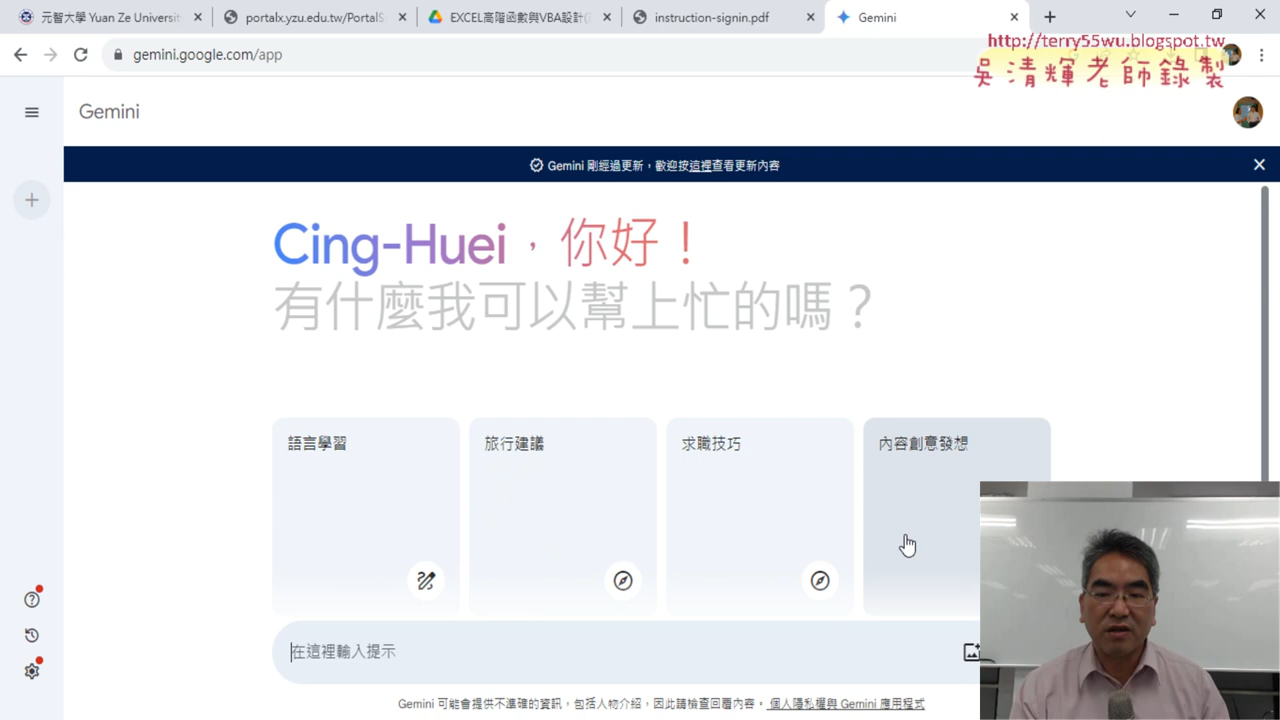 元智大學 Yuan Ze Universit
portalx.yzu.edu.tw/PortalS
EXCEL高階函數與VBA設計(
instruction-signin.pdf
Gemini
gemini.google.com/app
http://terry55wu.blogspot.tw
吳清輝老師錄製
Gemini
Gemini 剛經過更新，歡迎按這裡查看更新內容
Cing-Huei，你好！
有什麼我可以幫上忙的嗎？
語言學習
旅行建議
求職技巧
內容創意發想
在這裡輸入提示
Gemini 可能會提供不準確的資訊，包括人物介紹，因此請檢查回覆內容。個人隱私權與 Gemini 應用程式